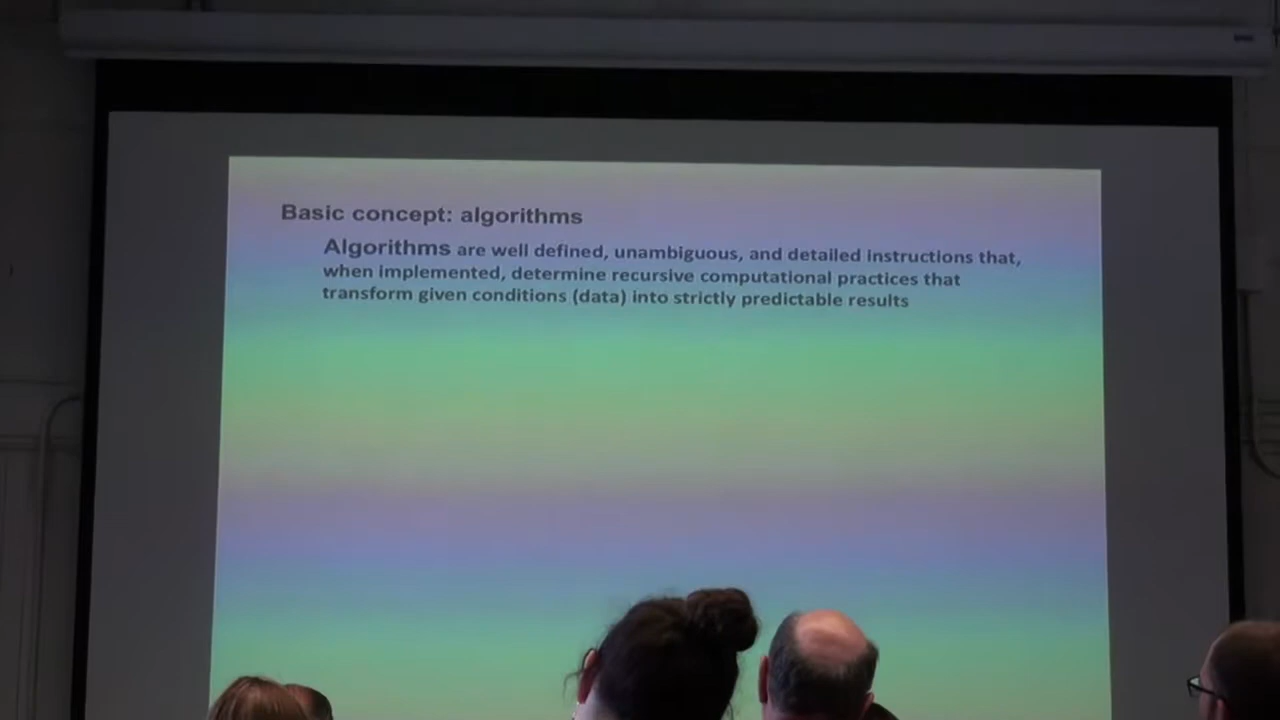 Basic concept: algorithms
Algorithms are well defined, unambiguous, and detailed instructions that,
when implemented, determine recursive computational practices that
transform given conditions (data) into strictly predictable results